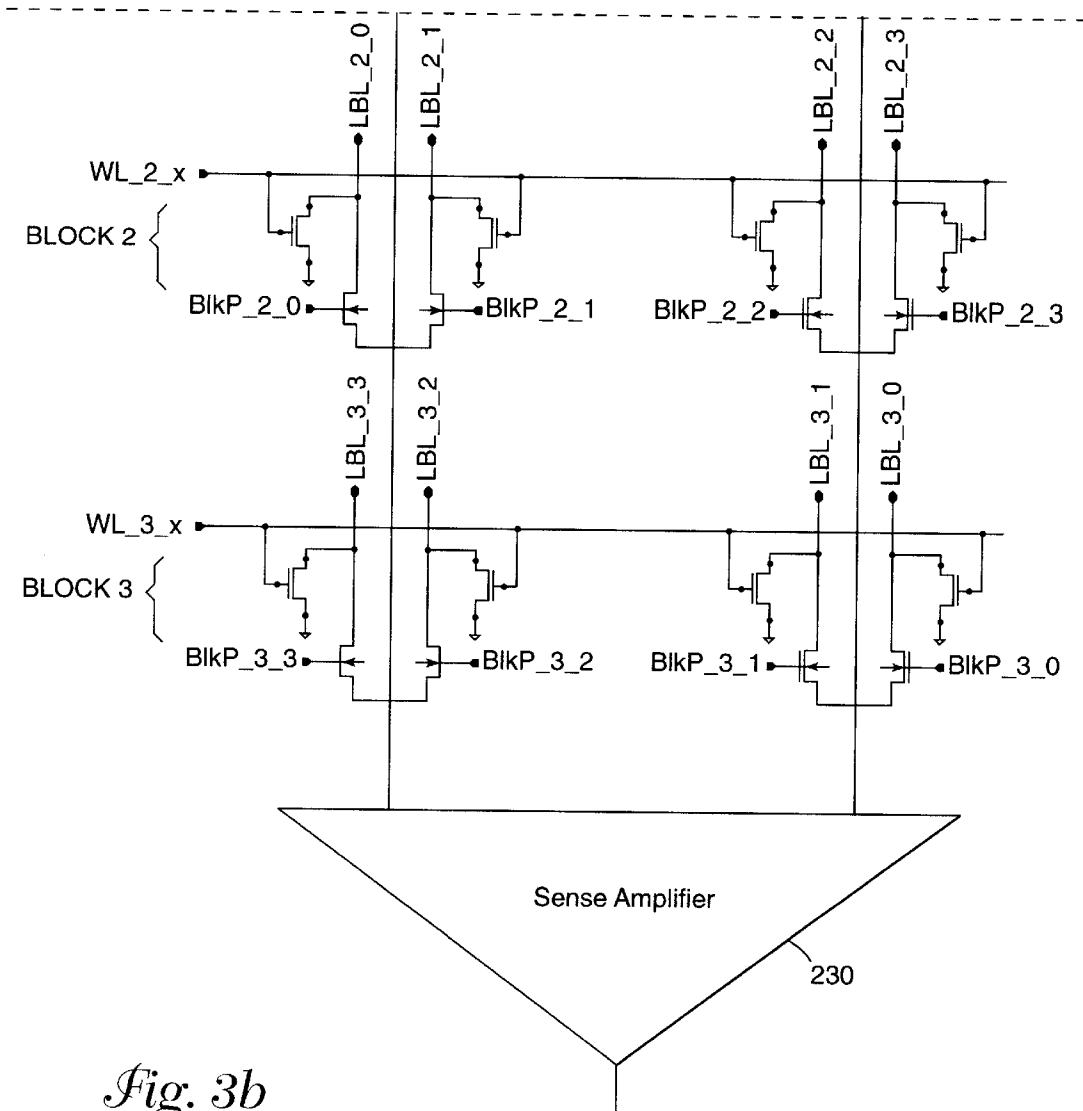 LBL_2_0
LBL_2_1
LBL_2_2
LBL_2_3
WL_2_x
BLOCK 2
BlkP_2_0
BlkP_2_1
BlkP_2_2
BlkP_2_3
LBL_3_3
LBL_3_2
LBL_3_1
LBL_3_0
WL_3_x
BLOCK 3
BlkP_3_3
BlkP_3_2
BlkP_3_1
BlkP_3_0
Sense Amplifier
230
Fig. 3b